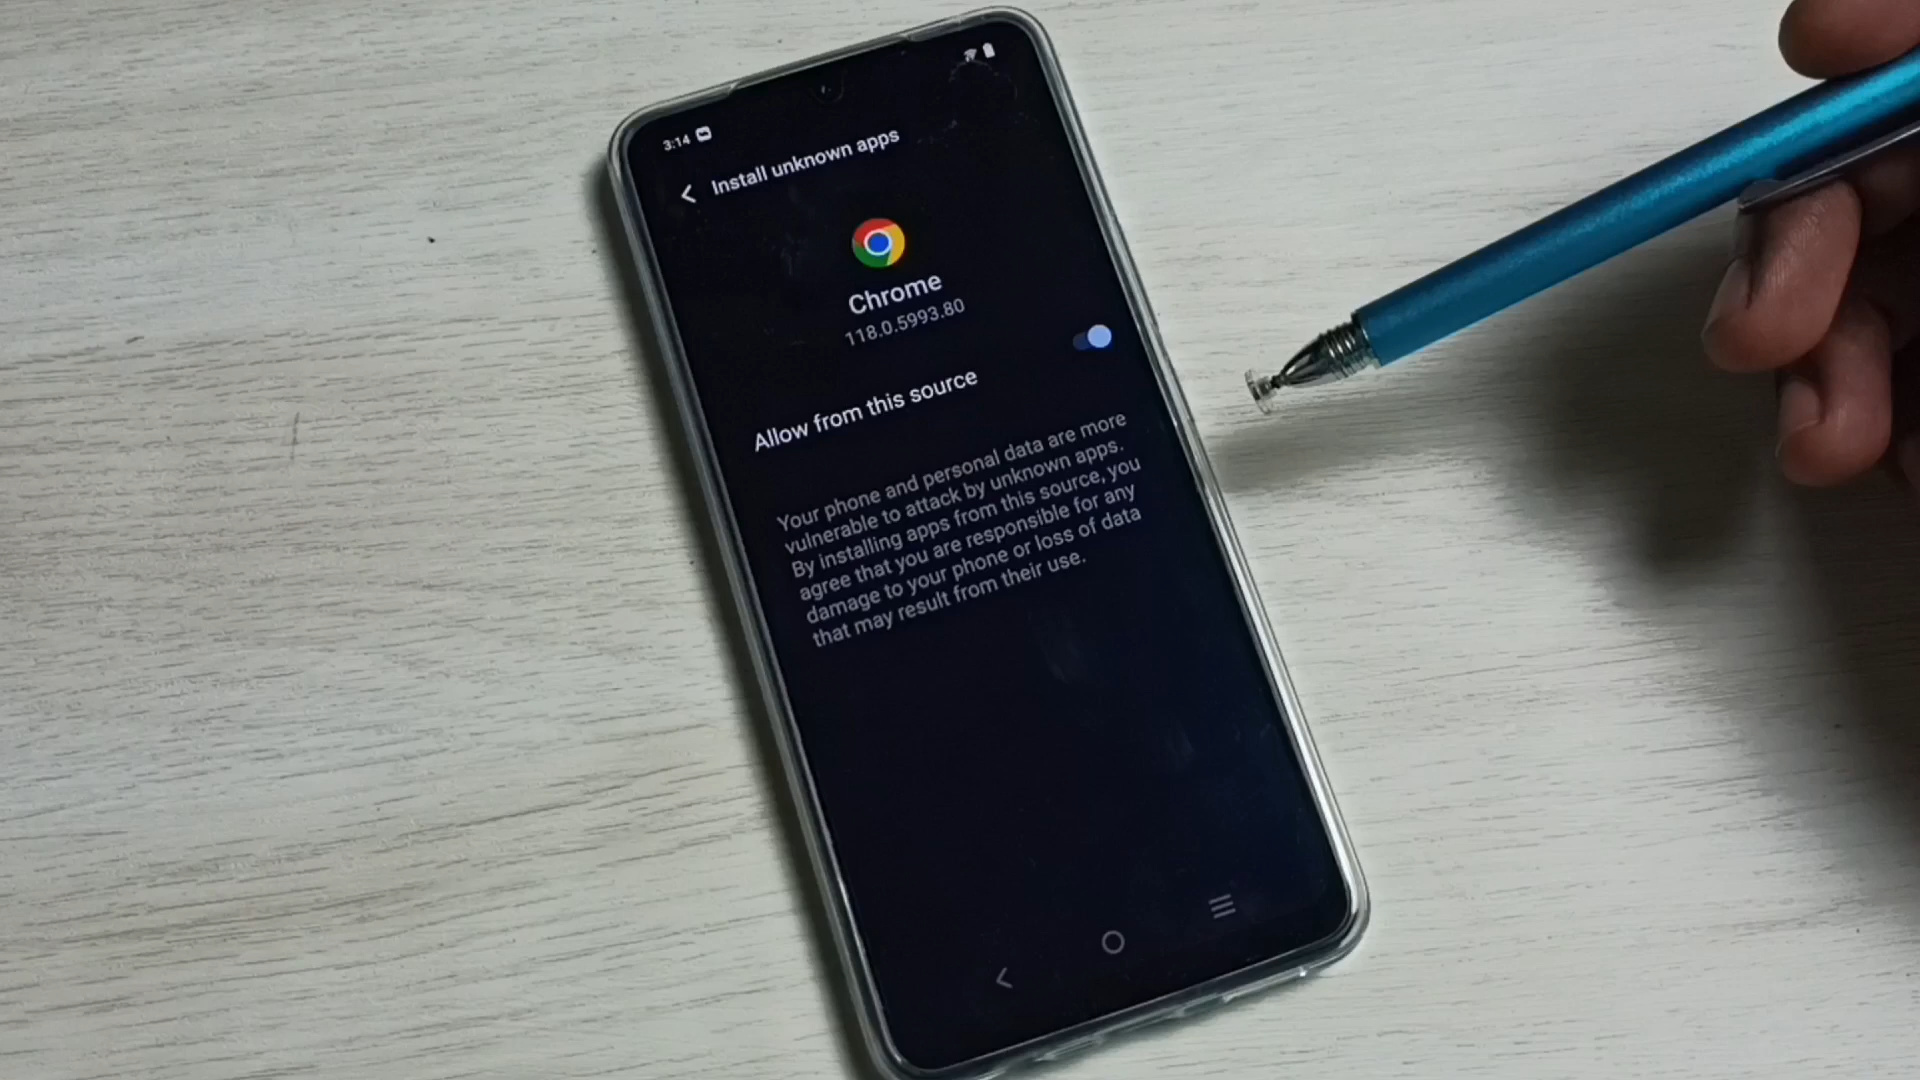 3:14
Install unknown apps
Chrome
118.0.5993.80
Allow from this source
Your phone and personal data are more
vulnerable to attack by unknown apps.
By installing apps from this source, you
agree that you are responsible for any
damage to your phone or loss of data
that may result from their use.